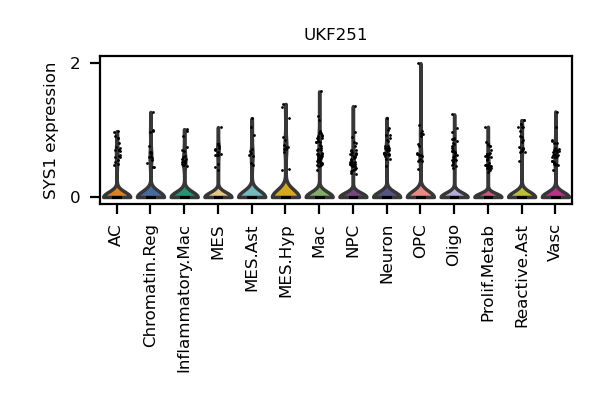 UKF251
SYS1 expression
2
0
AC
Chromatin.Reg
Inflammatory.Mac
MES
MES.Ast
MES.Hyp
Mac
NPC
Neuron
OPC
Oligo
Prolif.Metab
Reactive.Ast
Vasc